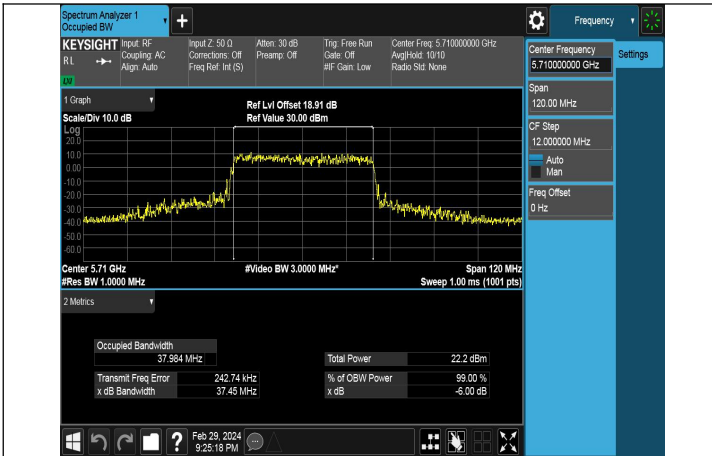 Spectrum Analyzer 1
Occupied BW
+
Frequency
KEYSIGHT
RL
LXI
Input: RF
Coupling: AC
Align: Auto
Input Z: 50 Ω
Corrections: Off
Freq Ref: Int (S)
Atten: 30 dB
Preamp: Off
Trig: Free Run
Gate: Off
#IF Gain: Low
Center Freq: 5.710000000 GHz
Avg|Hold: 10/10
Radio Std: None
Center Frequency
5.710000000 GHz
Settings
Span
120.00 MHz
CF Step
12.000000 MHz
Auto
Man
Freq Offset
0 Hz
1 Graph
Scale/Div 10.0 dB
Ref Lvl Offset 18.91 dB
Ref Value 30.00 dBm
Log
20.0
10.0
0.00
-10.0
-20.0
-30.0
-40.0
-50.0
-60.0
Center 5.71 GHz
#Res BW 1.0000 MHz
#Video BW 3.0000 MHz*
Span 120 MHz
Sweep 1.00 ms (1001 pts)
2 Metrics
Occupied Bandwidth
37.984 MHz
Total Power 22.2 dBm
Transmit Freq Error 242.74 kHz
% of OBW Power 99.00 %
x dB Bandwidth 37.45 MHz
x dB -6.00 dB
?
Feb 29, 2024
9:25:18 PM